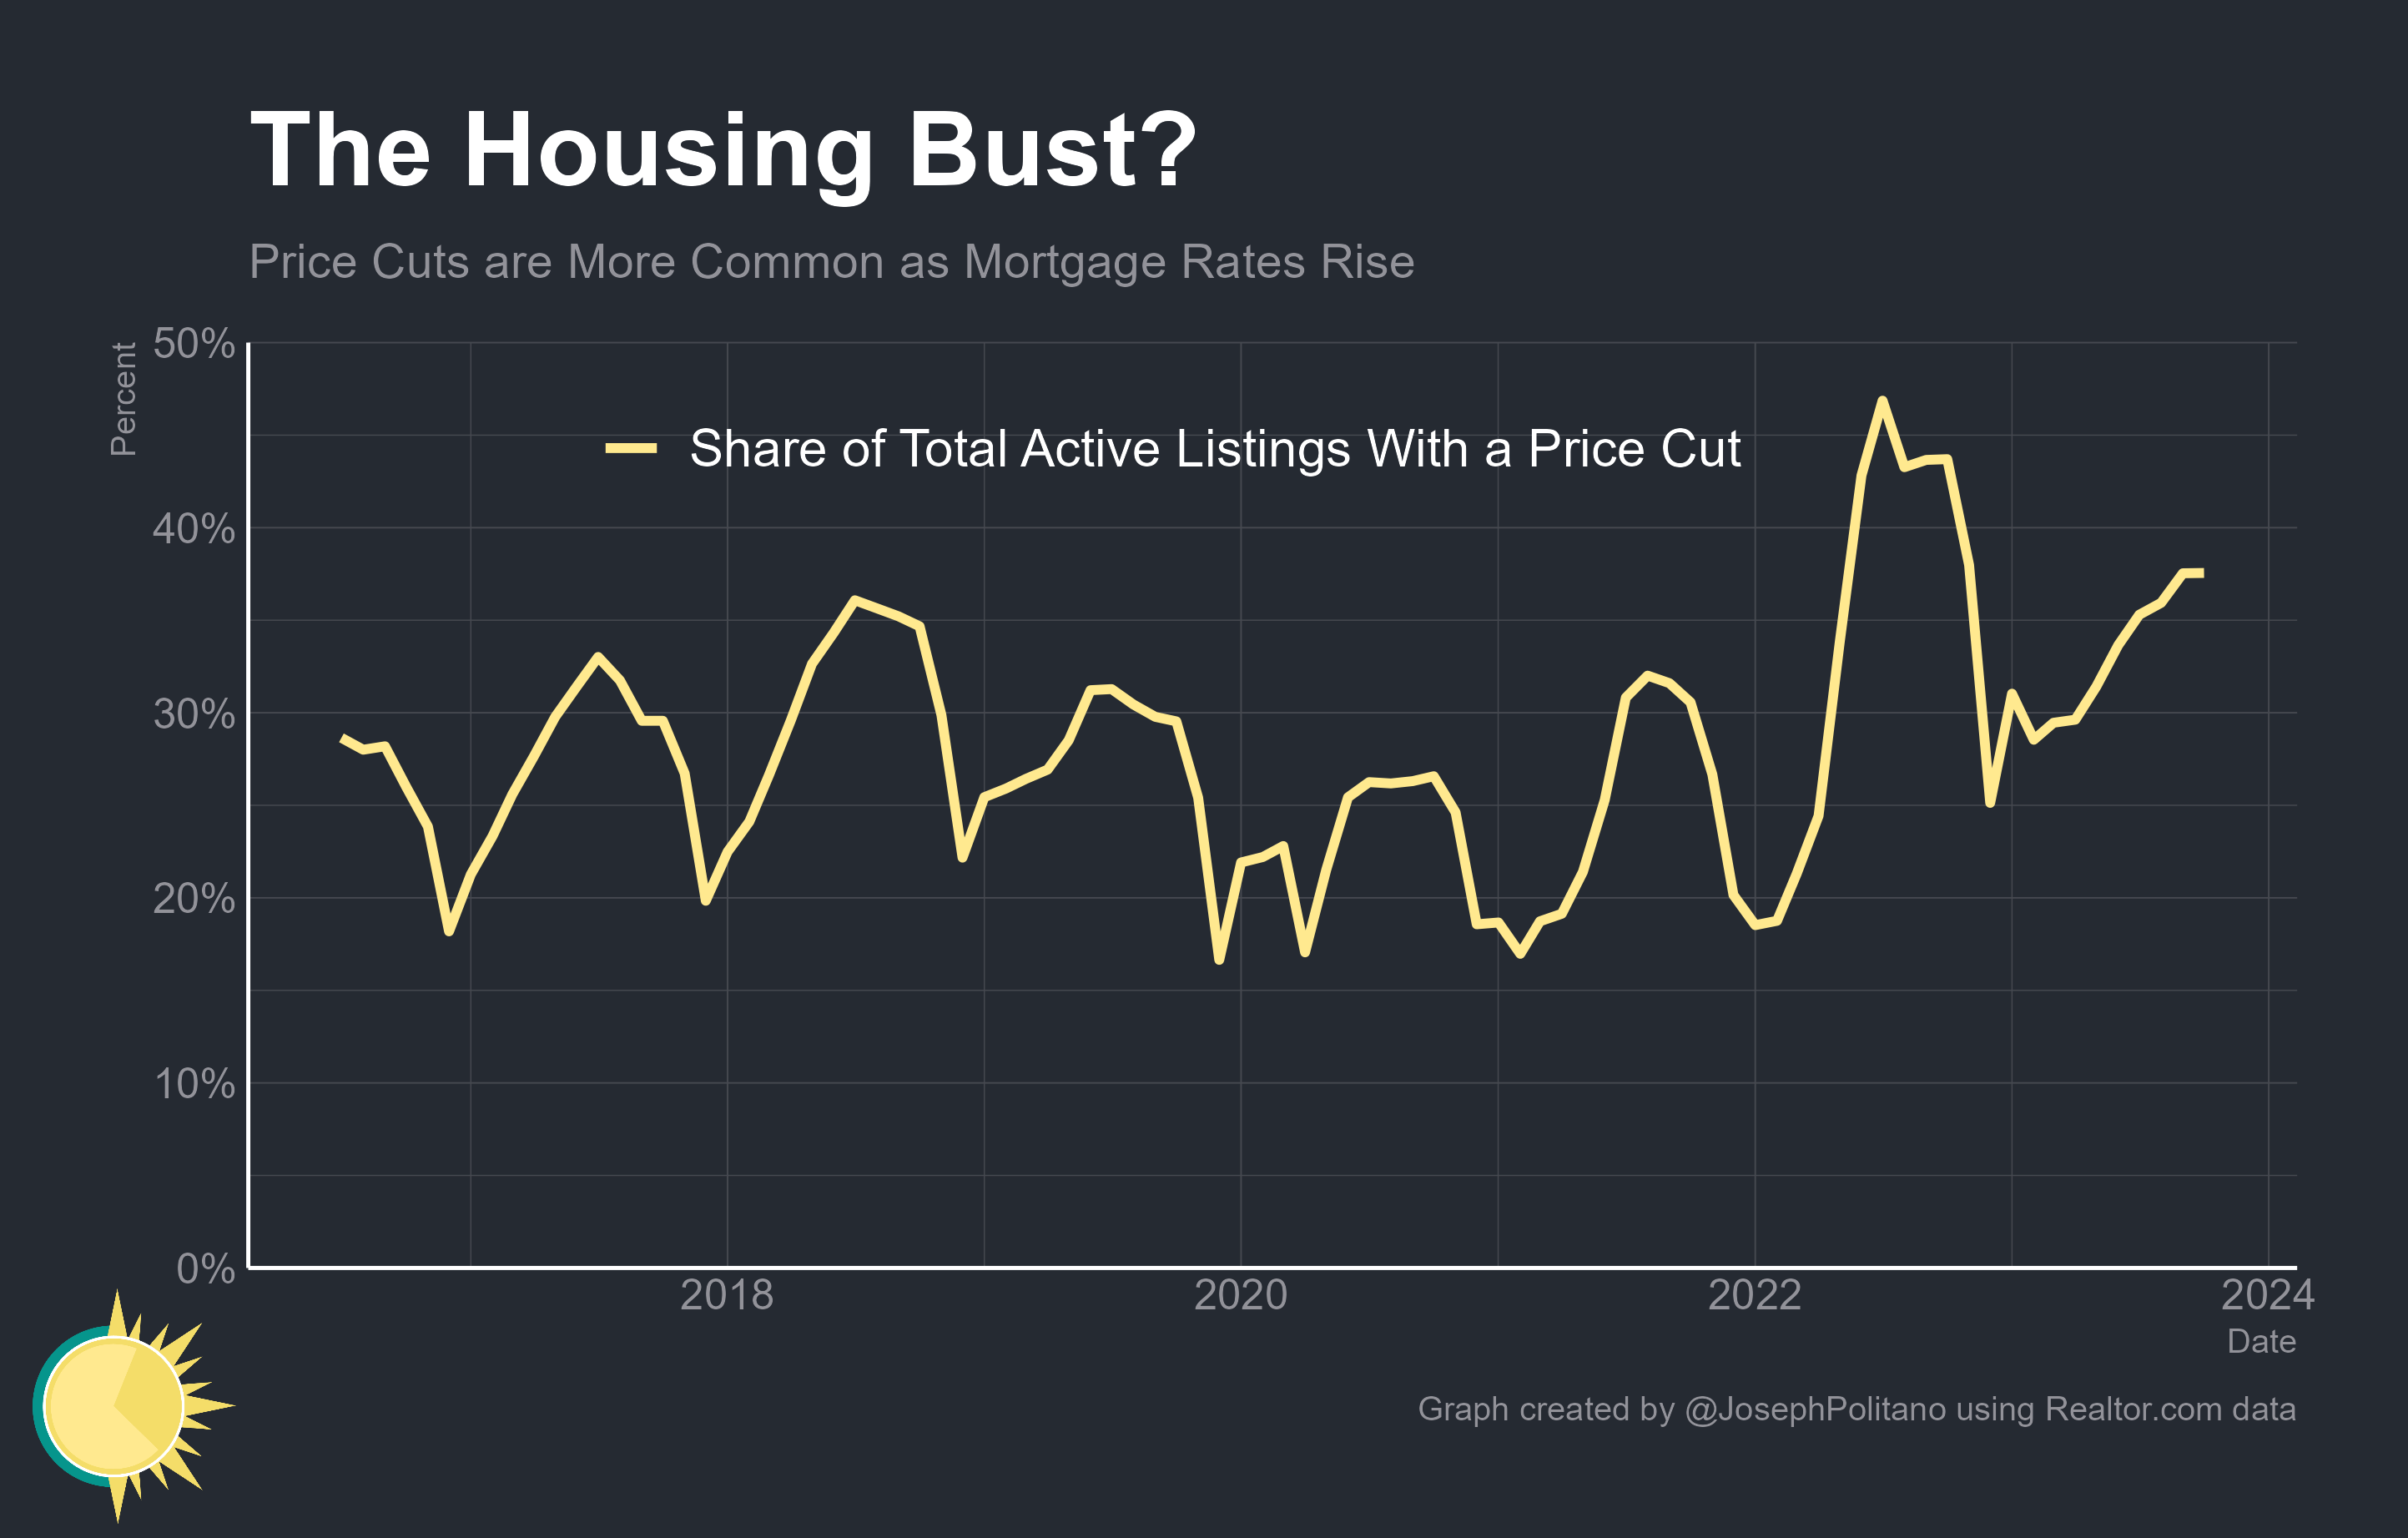 The Housing Bust?
Price Cuts are More Common as Mortgage Rates Rise
Percent
50%
40%
30%
20%
10%
0%
Share of Total Active Listings With a Price Cut
2018
2020
2022
2024
Date
Graph created by @JosephPolitano using Realtor.com data